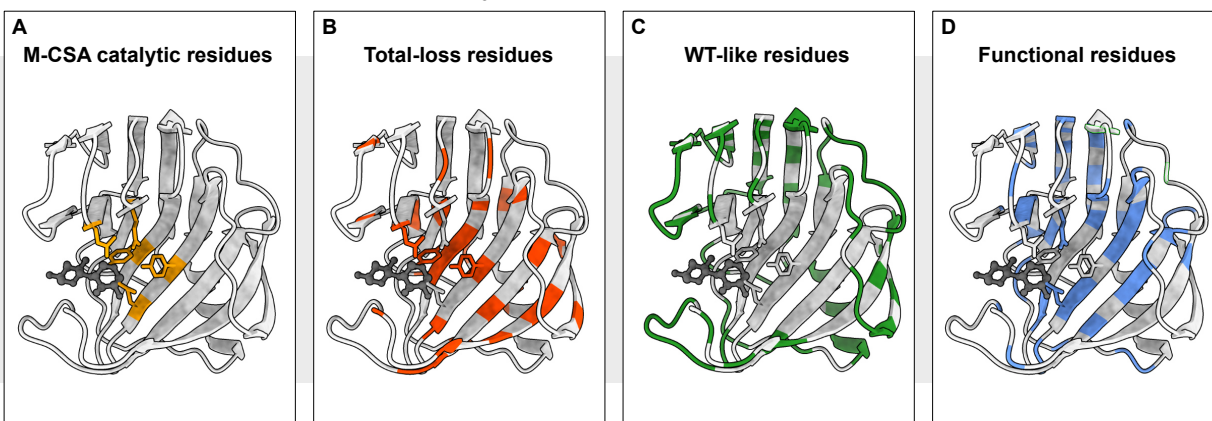 A
M-CSA catalytic residues
B
Total-loss residues
C
WT-like residues
D
Functional residues